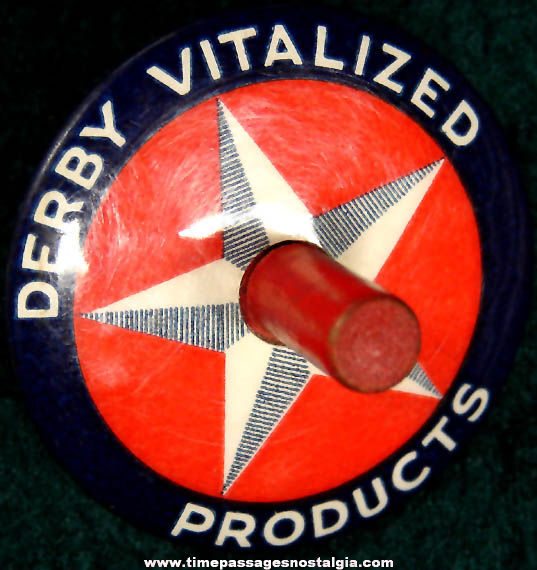 DERBY VITALIZED
PRODUCTS
www.timepassagesnostalgia.com